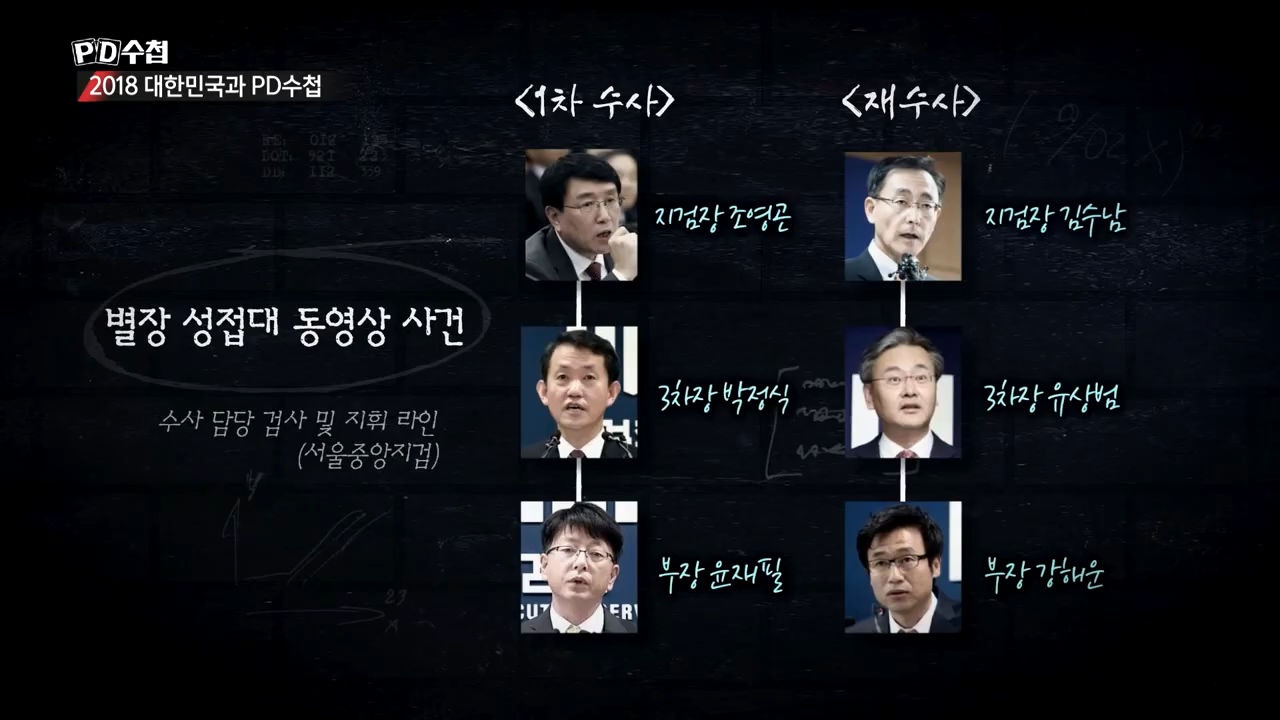 PD수첩
2018 대한민국과 PD수첩
<1차 수사>
<재수사>
지검장 조영곤
지검장 김수남
별장 성접대 동영상 사건
3차장 박정식
3차장 유상범
수사 담당 검사 및 지휘 라인
(서울중앙지검)
부장 윤재필
부장 강해운